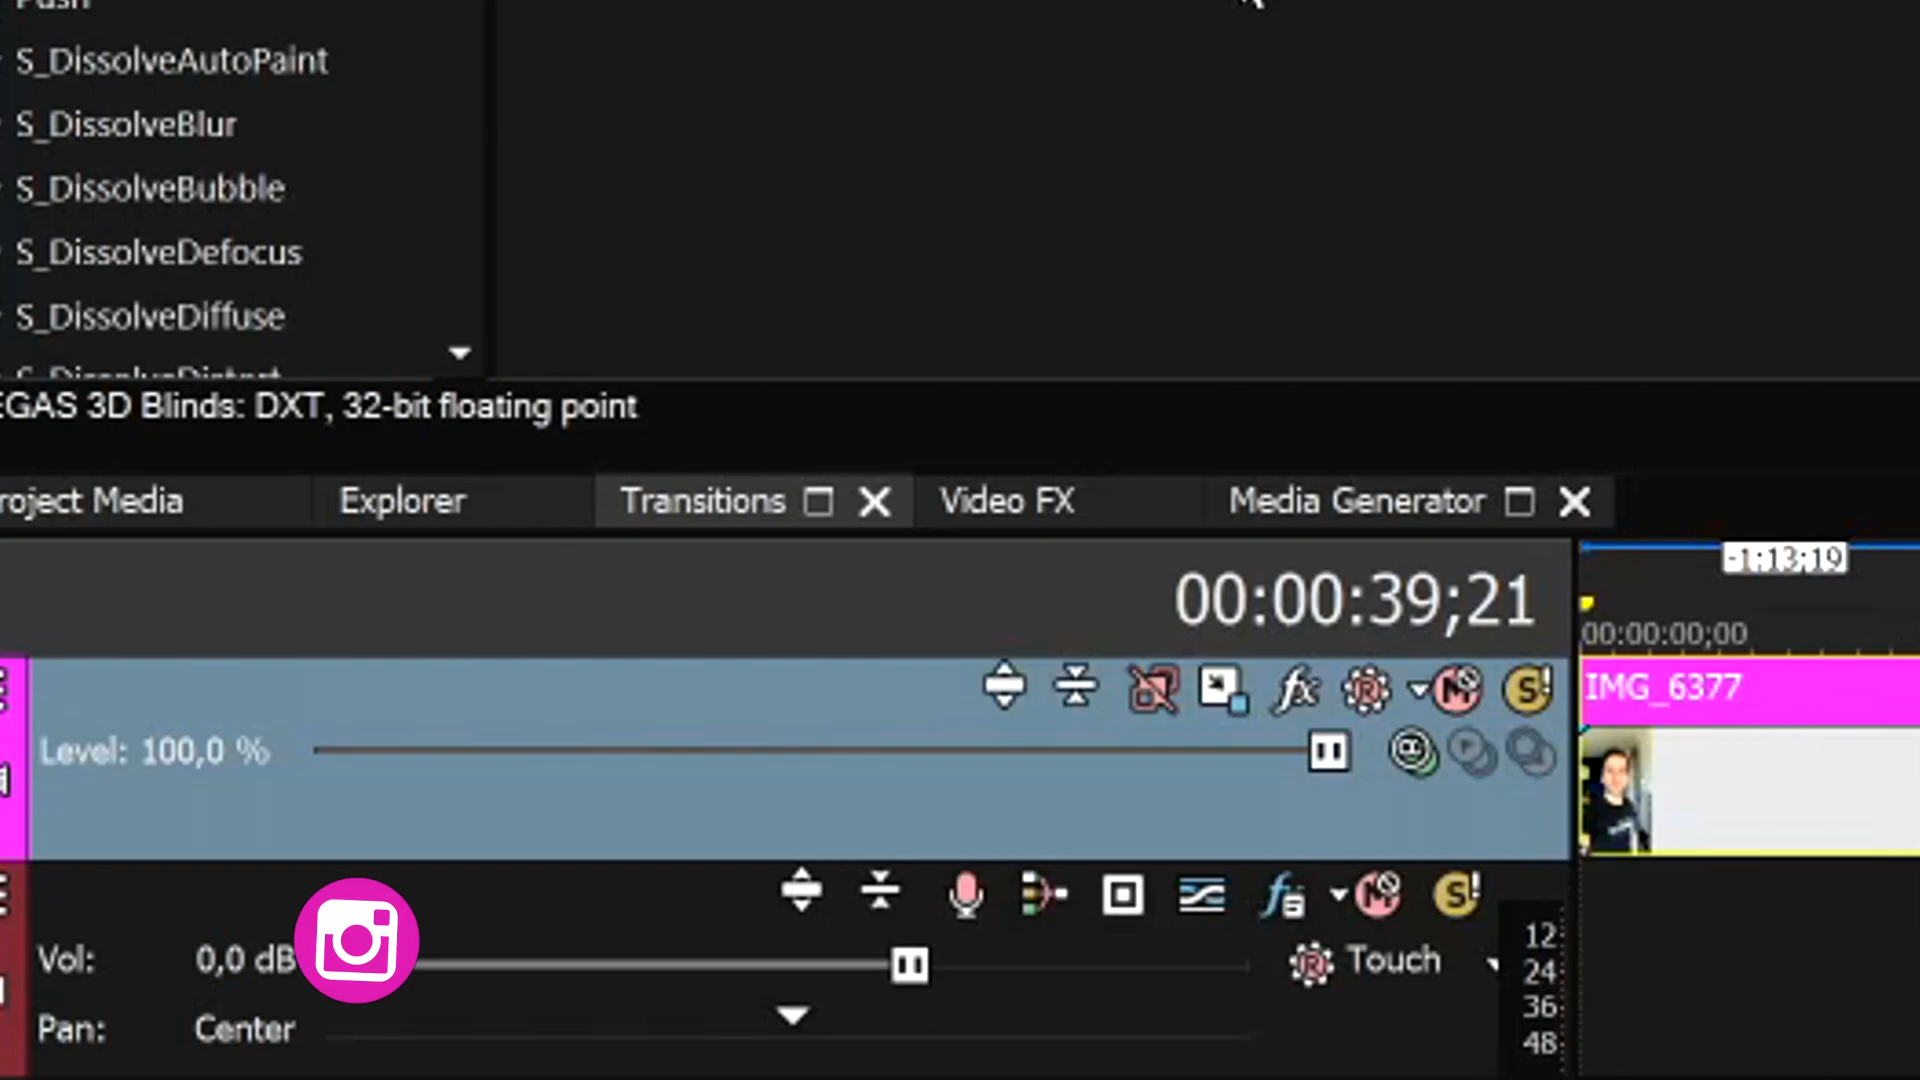 Push
S_DissolveAutoPaint
S_DissolveBlur
S_DissolveBubble
S_DissolveDefocus
S_DissolveDiffuse
S_DissolveDistort
EGAS 3D Blinds: DXT, 32-bit floating point
roject Media Explorer Transitions Video FX Media Generator
-1:13;19
00:00:39;21
00:00:00;00
IMG_6377
Level: 100,0 %
Vol: 0,0 dB Touch
Pan: Center
12
24
36
48